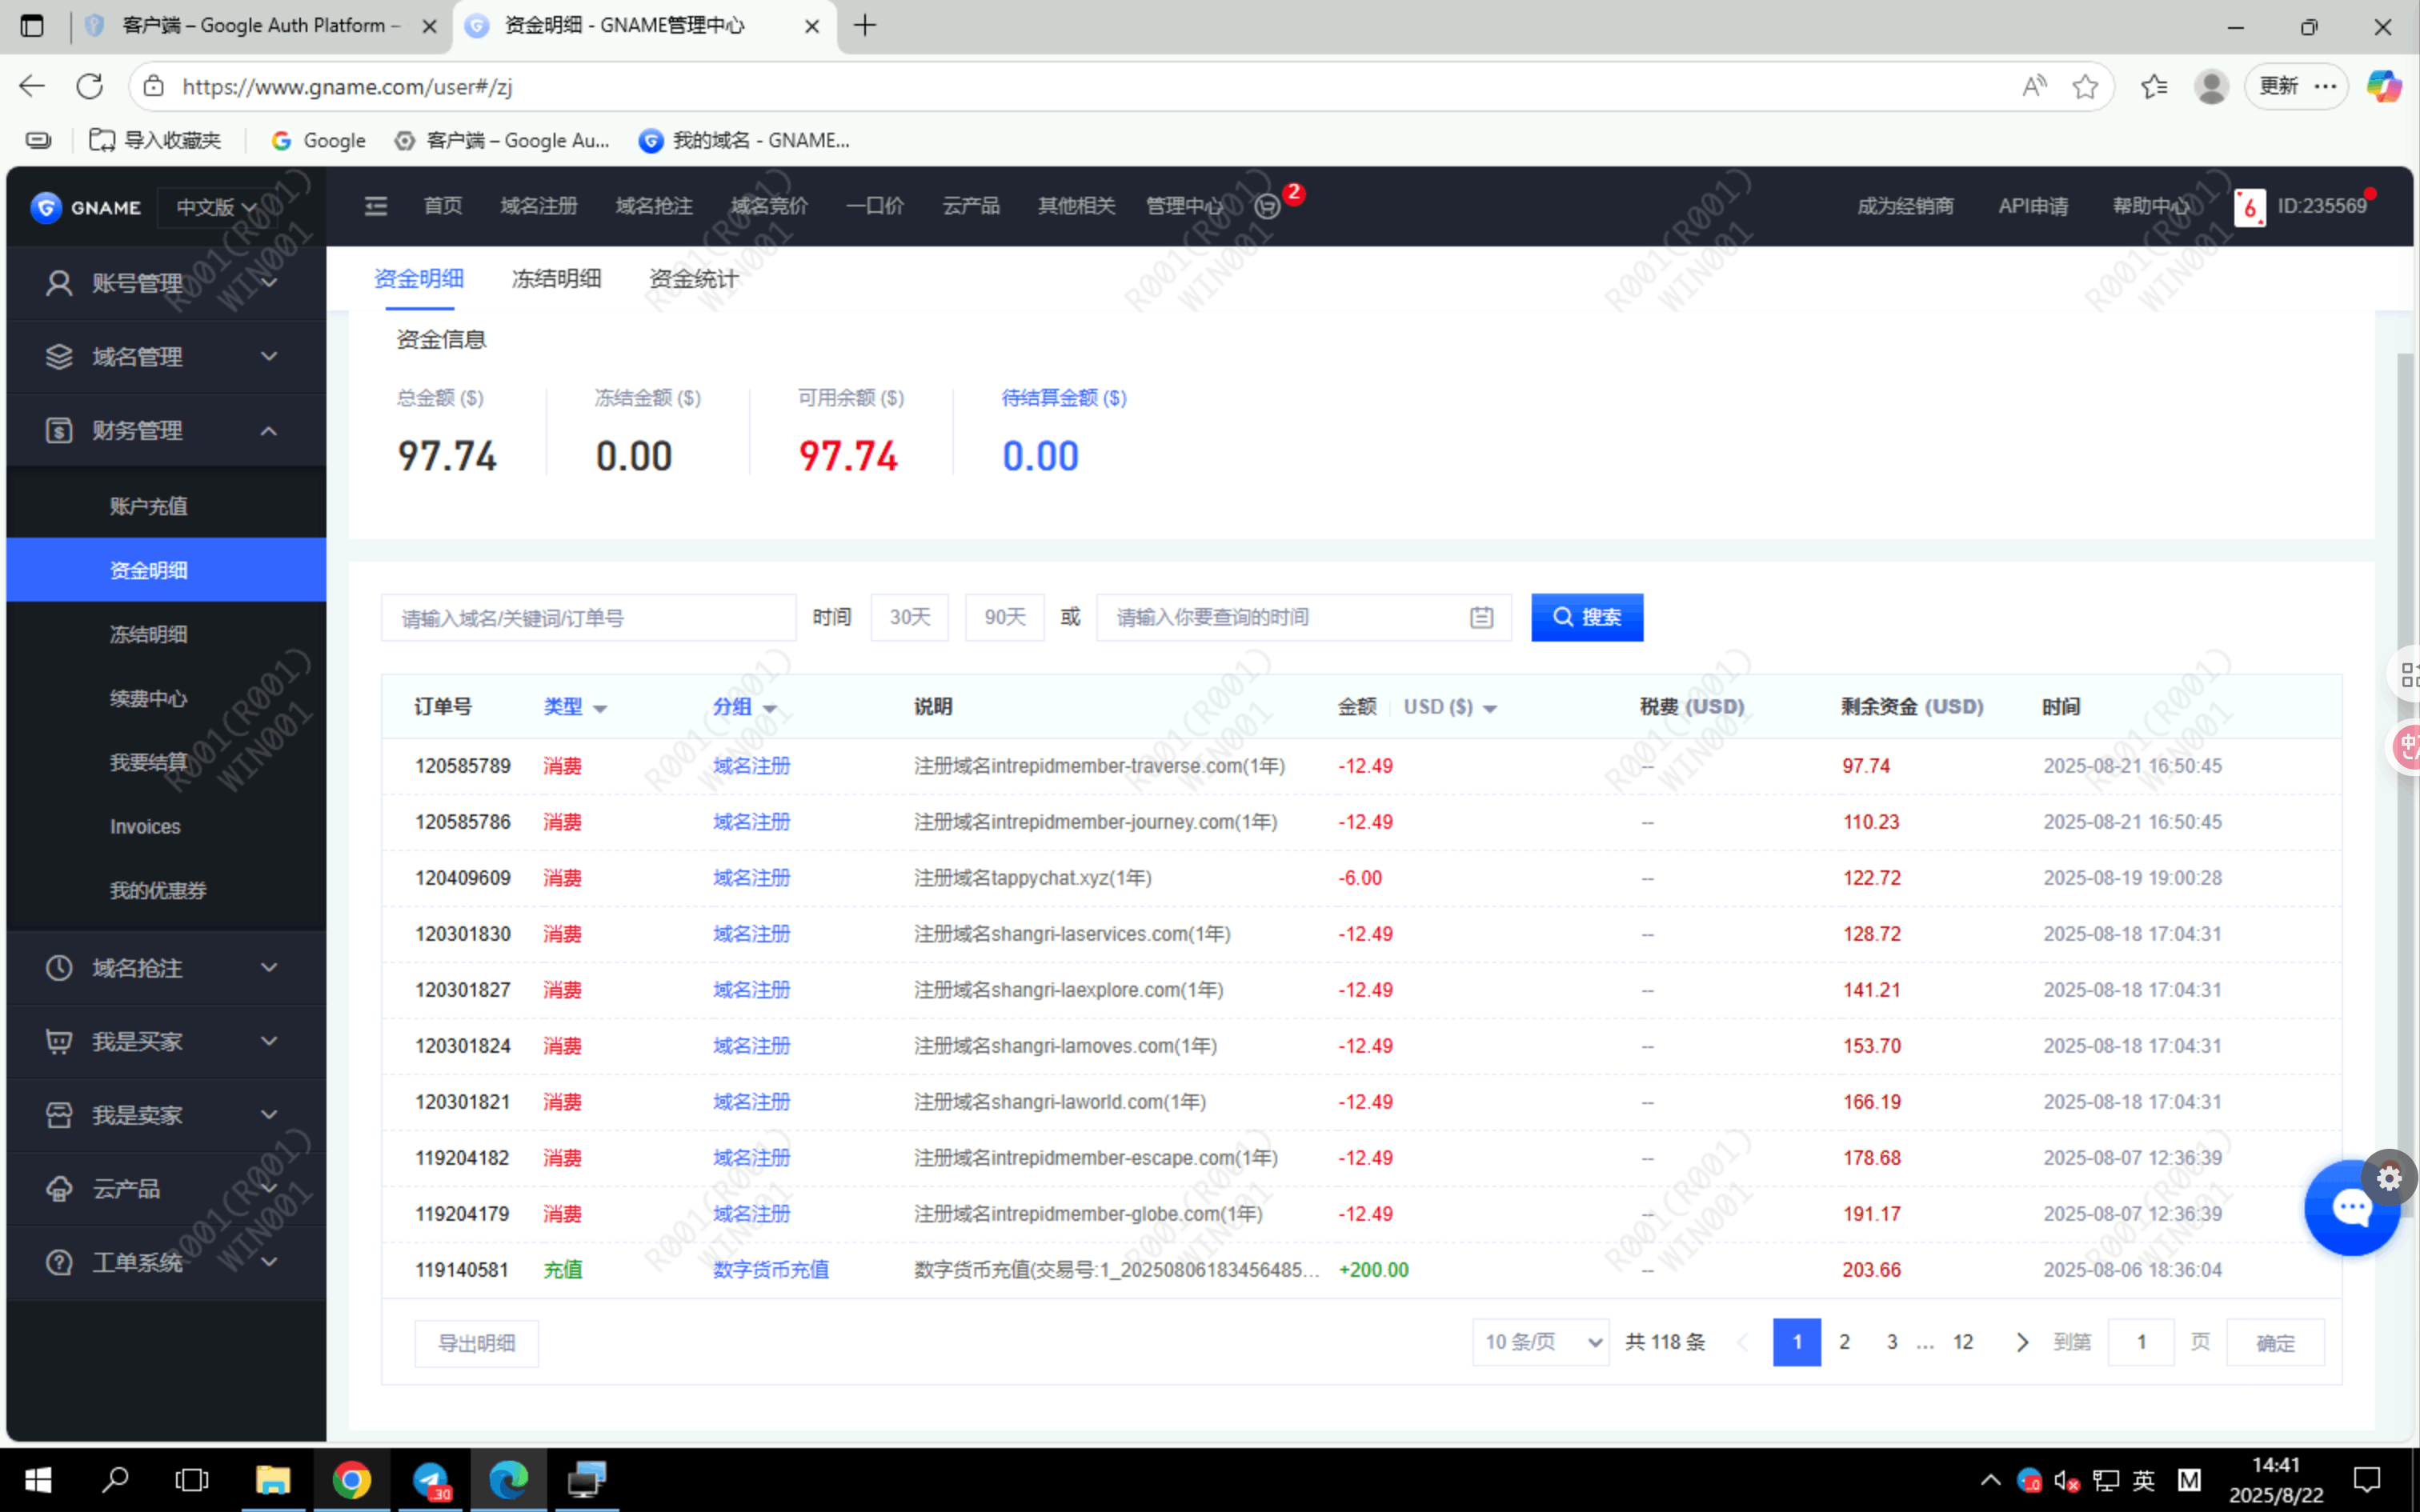 客户端 – Google Auth Platform –
资金明细 - GNAME管理中心
https://www.gname.com/user#/zj
更新
导入收藏夹
Google
客户端 – Google Au...
我的域名 - GNAME...
GNAME
中文版
首页
域名注册
域名抢注
域名竞价
一口价
云产品
其他相关
管理中心
2
成为经销商
API申请
帮助中心
6
ID:235569
账号管理
域名管理
财务管理
账户充值
资金明细
冻结明细
续费中心
我要结算
Invoices
我的优惠券
域名抢注
我是买家
我是卖家
云产品
工单系统
资金明细 冻结明细 资金统计
资金信息
总金额 ($) 冻结金额 ($) 可用余额 ($) 待结算金额 ($)
97.74 0.00 97.74 0.00
请输入域名/关键词/订单号 时间 30天 90天 或 请输入你要查询的时间 搜索
订单号 类型 分组 说明 金额 USD ($) 税费 (USD) 剩余资金 (USD) 时间
120585789 消费 域名注册 注册域名intrepidmember-traverse.com(1年) -12.49 -- 97.74 2025-08-21 16:50:45
120585786 消费 域名注册 注册域名intrepidmember-journey.com(1年) -12.49 -- 110.23 2025-08-21 16:50:45
120409609 消费 域名注册 注册域名tappychat.xyz(1年) -6.00 -- 122.72 2025-08-19 19:00:28
120301830 消费 域名注册 注册域名shangri-laservices.com(1年) -12.49 -- 128.72 2025-08-18 17:04:31
120301827 消费 域名注册 注册域名shangri-laexplore.com(1年) -12.49 -- 141.21 2025-08-18 17:04:31
120301824 消费 域名注册 注册域名shangri-lamoves.com(1年) -12.49 -- 153.70 2025-08-18 17:04:31
120301821 消费 域名注册 注册域名shangri-laworld.com(1年) -12.49 -- 166.19 2025-08-18 17:04:31
119204182 消费 域名注册 注册域名intrepidmember-escape.com(1年) -12.49 -- 178.68 2025-08-07 12:36:39
119204179 消费 域名注册 注册域名intrepidmember-globe.com(1年) -12.49 -- 191.17 2025-08-07 12:36:39
119140581 充值 数字货币充值 数字货币充值(交易号:1_20250806183456485... +200.00 -- 203.66 2025-08-06 18:36:04
导出明细 10 条/页 共 118 条 1 2 3 ... 12 到第 1 页 确定
R001(R001)
WIN001
30
英
M
14:41
2025/8/22